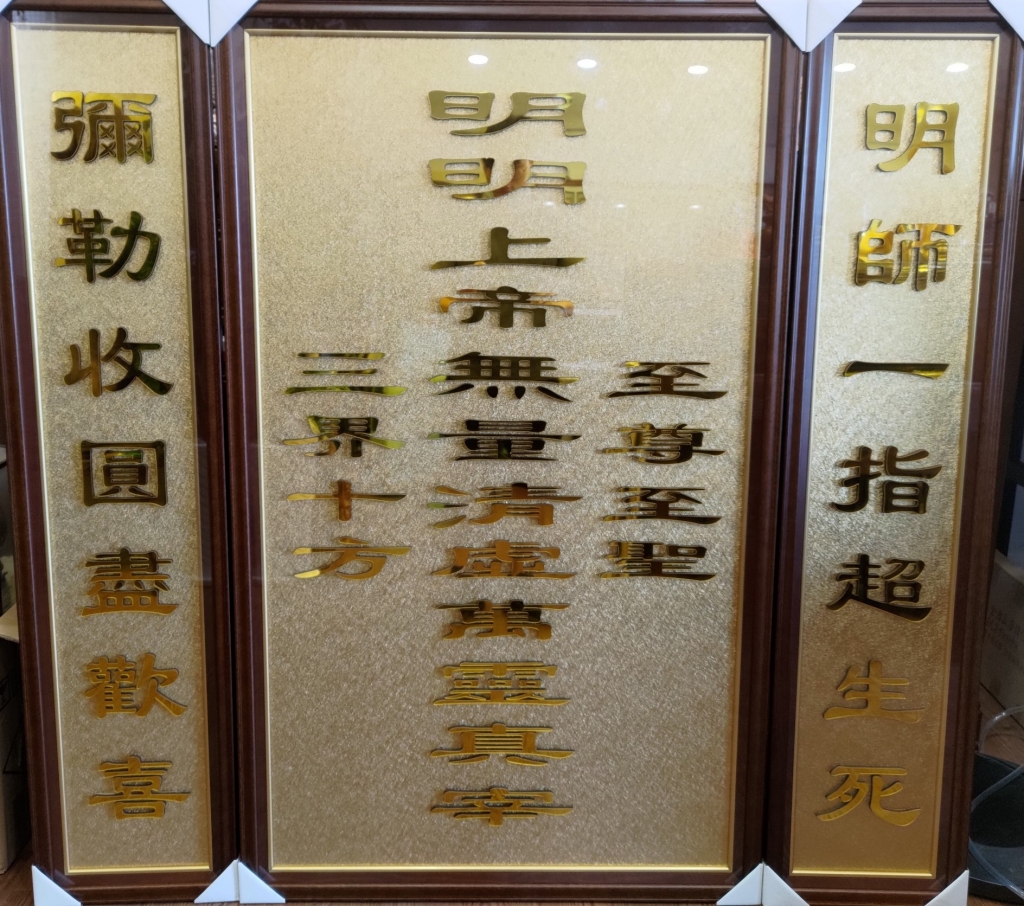 明師一指超生死
至尊至聖
明明上帝無量清虛萬靈真宰
三界十方
彌勒收圓盡歡喜